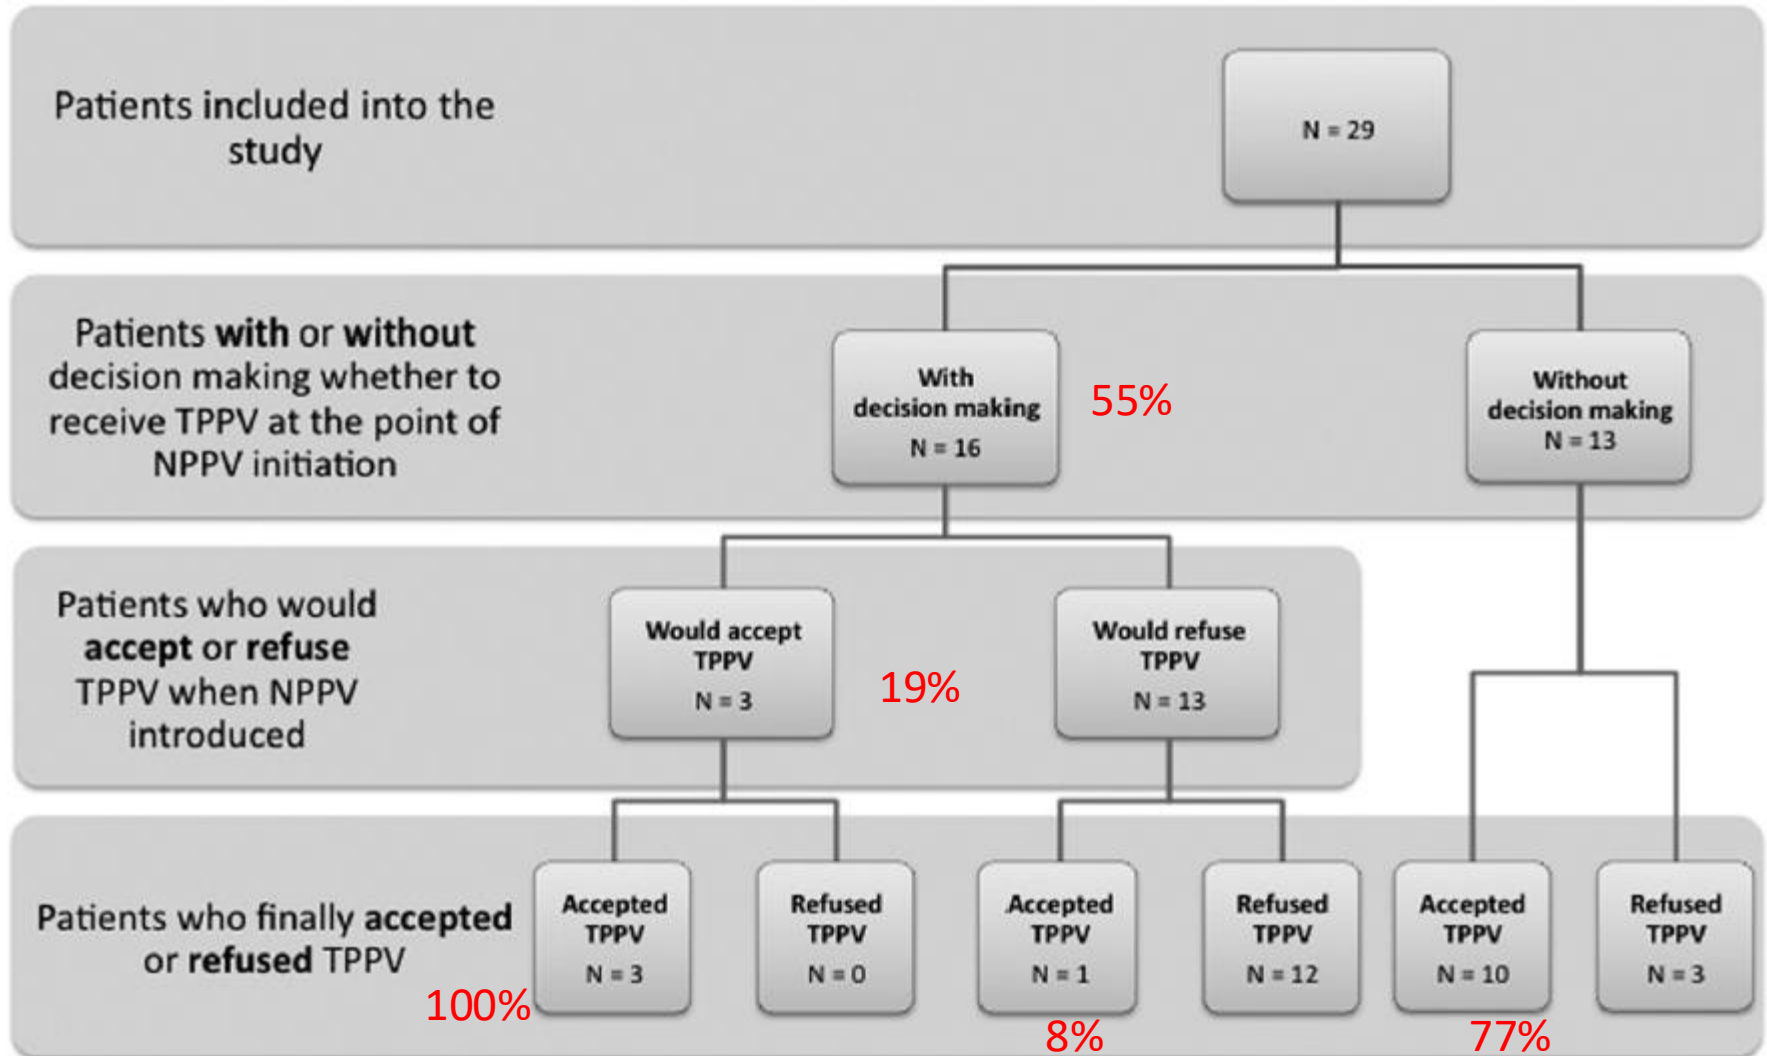 Patients included into the
study
N = 29
Patients with or without
decision making whether to
receive TPPV at the point of
NPPV initiation
With
decision making
N = 16
55%
Without
decision making
N = 13
Patients who would
accept or refuse
TPPV when NPPV
introduced
Would accept
TPPV
N = 3
19%
Would refuse
TPPV
N = 13
Patients who finally accepted
or refused TPPV
100%
Accepted
TPPV
N = 3
Refused
TPPV
N = 0
Accepted
TPPV
N = 1
8%
Refused
TPPV
N = 12
Accepted
TPPV
N = 10
77%
Refused
TPPV
N = 3